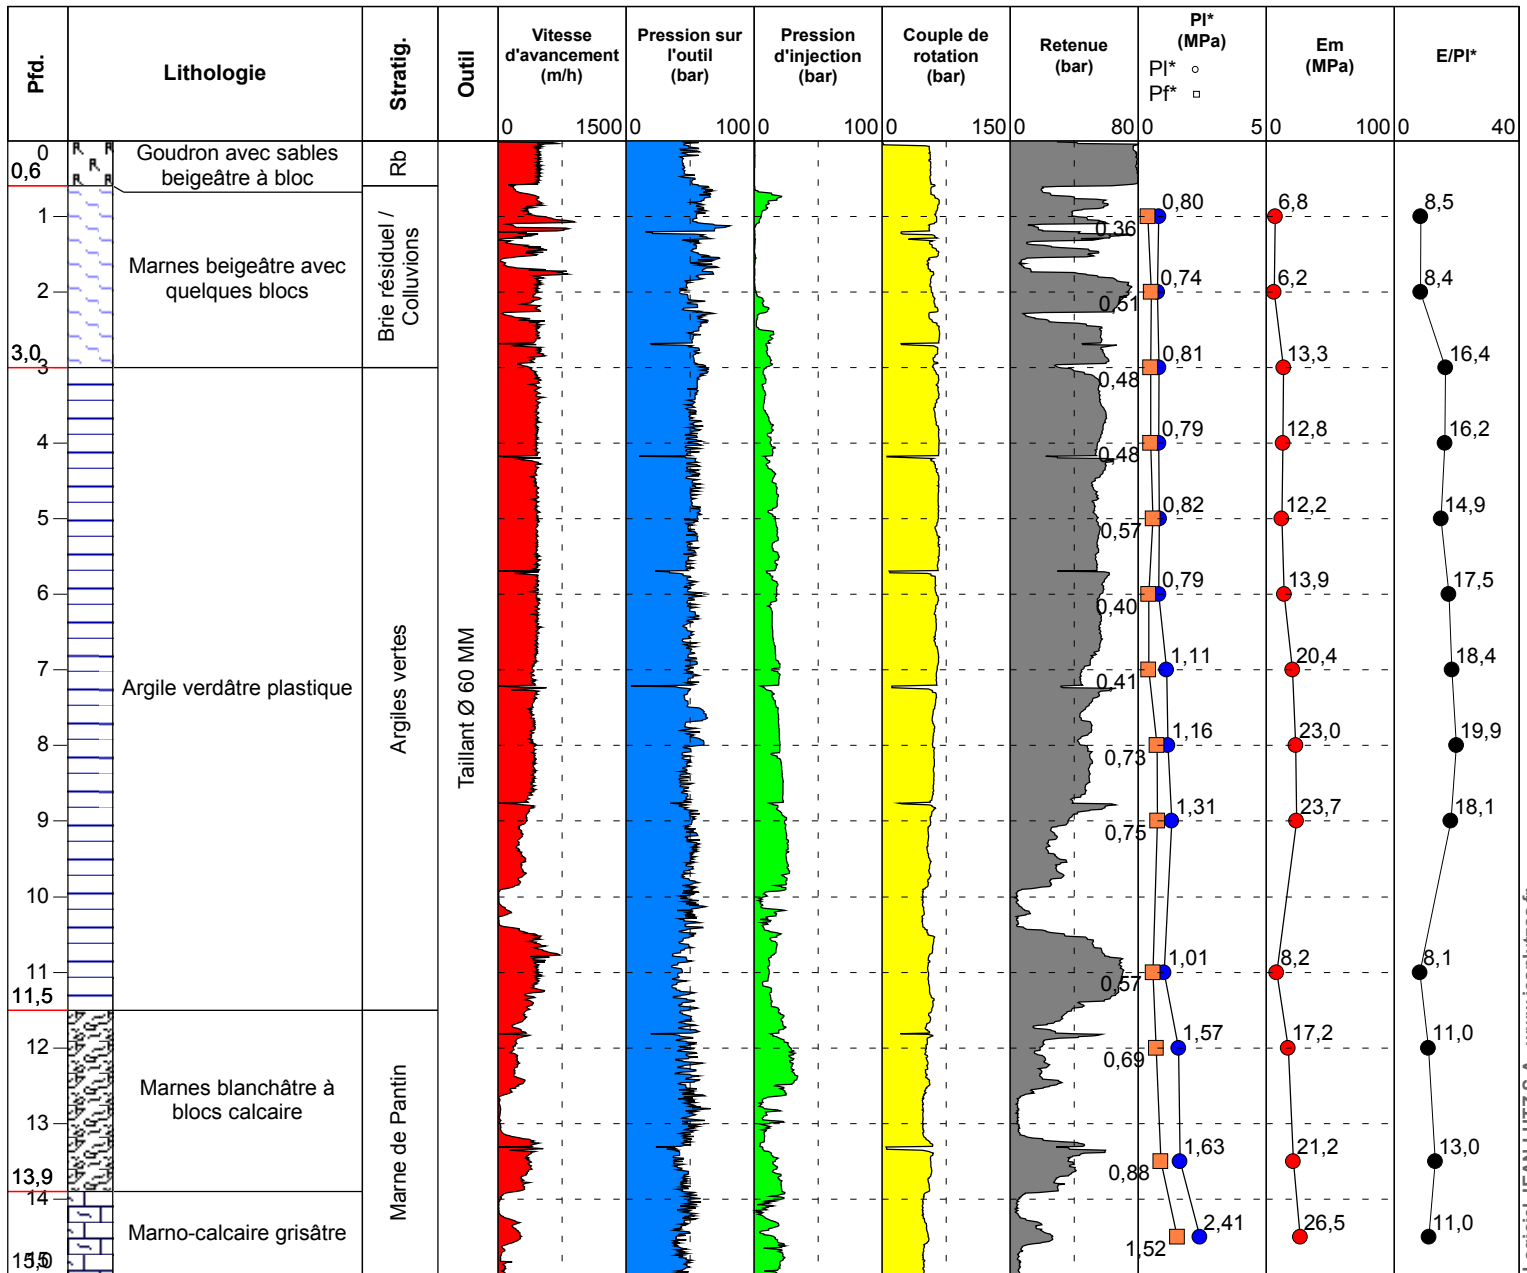 Pfd.
Lithologie
Stratig.
Outil
Vitesse
d'avancement
(m/h)
Pression sur
l'outil
(bar)
Pression
d'injection
(bar)
Couple de
rotation
(bar)
Retenue
(bar)
Pl*
(MPa)
Pl*
Pf*
Em
(MPa)
E/Pl*
0 1500
0 100
0 100
0 150
0 80
0 5
0 100
0 40
0
0,6
Goudron avec sables
beigeâtre à bloc
Rb
1
0,80
0,36
6,8
8,5
Marnes beigeâtre avec
quelques blocs
Brie résiduel /
Colluvions
2
0,74
0,51
6,2
8,4
3,0
3
0,81
0,48
13,3
16,4
4
0,79
0,48
12,8
16,2
5
0,82
0,57
12,2
14,9
6
0,79
0,40
13,9
17,5
Argile verdâtre plastique
Argiles vertes
Taillant Ø 60 MM
7
1,11
0,41
20,4
18,4
8
1,16
0,73
23,0
19,9
9
1,31
0,75
23,7
18,1
10
11
1,01
0,57
8,2
8,1
11,5
12
1,57
0,69
17,2
11,0
Marnes blanchâtre à
blocs calcaire
Marne de Pantin
13
1,63
0,88
21,2
13,0
13,9
14
Marno-calcaire grisâtre
2,41
1,52
26,5
11,0
15,0